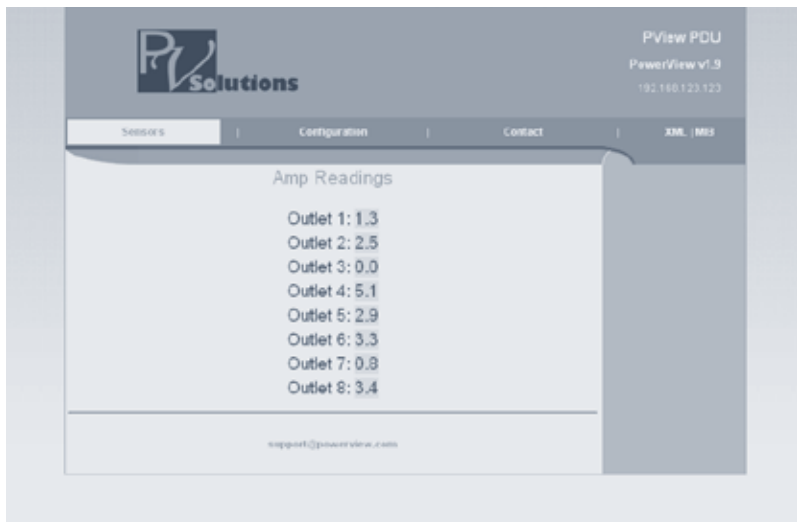 PV Solutions
PView PDU
PowerView v1.9
192.168.123.123
Sensors | Configuration | Contact | XML | MIB
Amp Readings
Outlet 1: 1.3
Outlet 2: 2.5
Outlet 3: 0.0
Outlet 4: 5.1
Outlet 5: 2.9
Outlet 6: 3.3
Outlet 7: 0.8
Outlet 8: 3.4
support@powerview.com